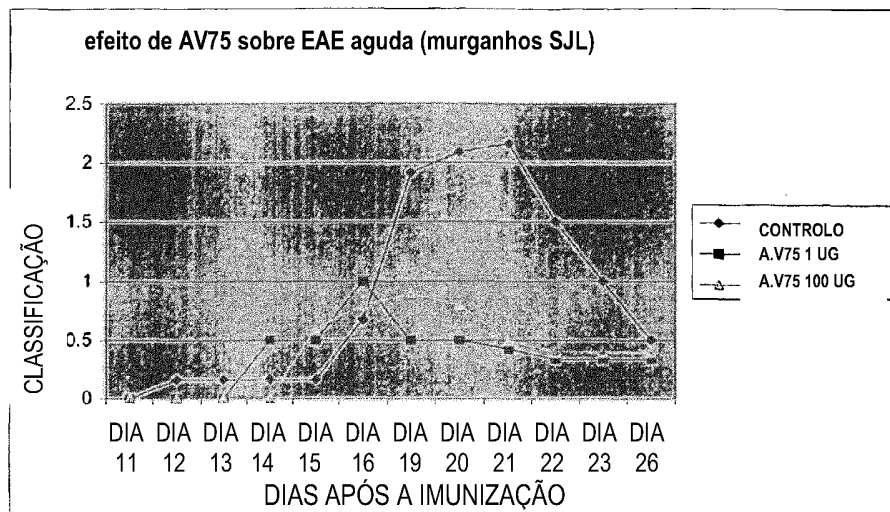 efeito de AV75 sobre EAE aguda (murganhos SJL)
2.5
2
1.5
1
0.5
0
CLASSIFICAÇÃO
DIA 11
DIA 12
DIA 13
DIA 14
DIA 15
DIA 16
DIA 19
DIA 20
DIA 21
DIA 22
DIA 23
DIA 26
DIAS APÓS A IMUNIZAÇÃO
CONTROLO
A.V75 1 UG
A.V75 100 UG